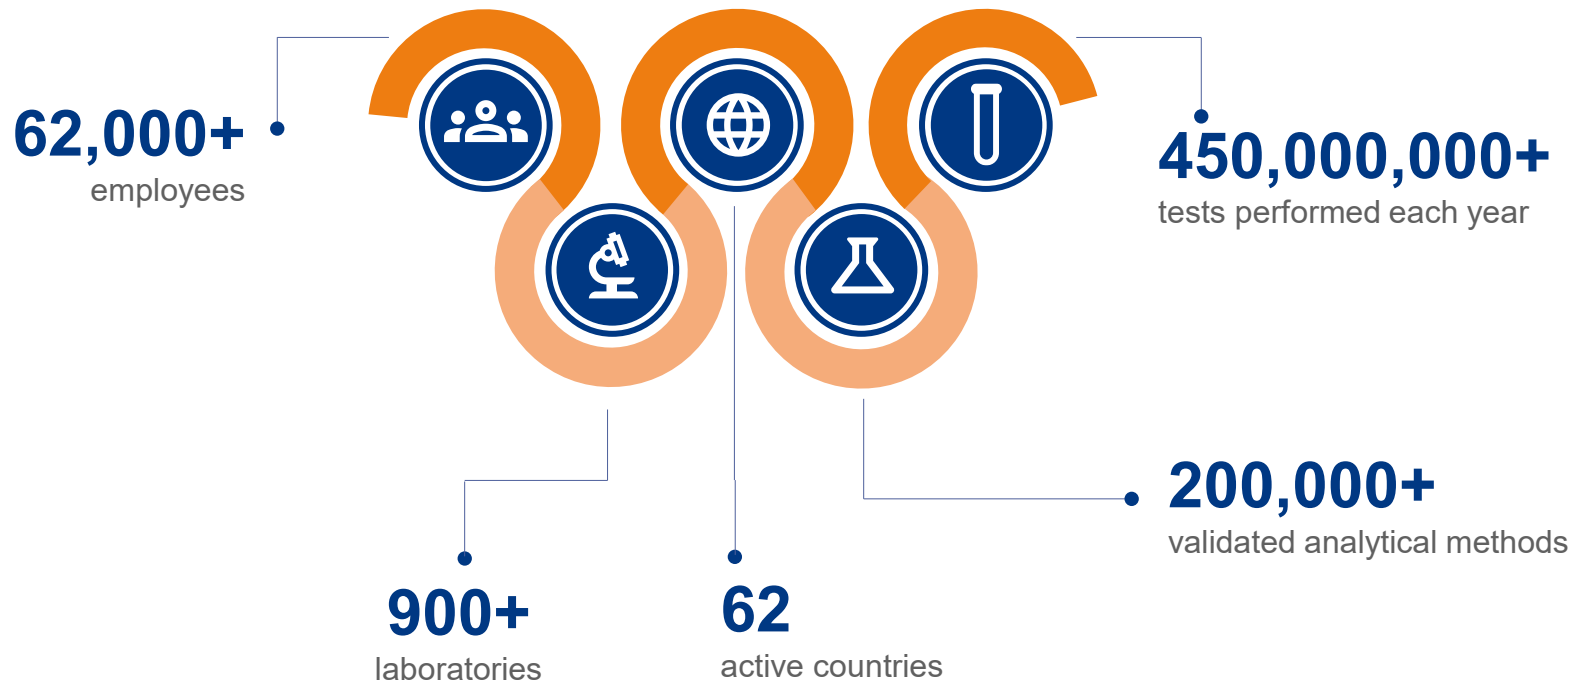 62,000+
employees
450,000,000+
tests performed each year
200,000+
validated analytical methods
900+
laboratories
62
active countries